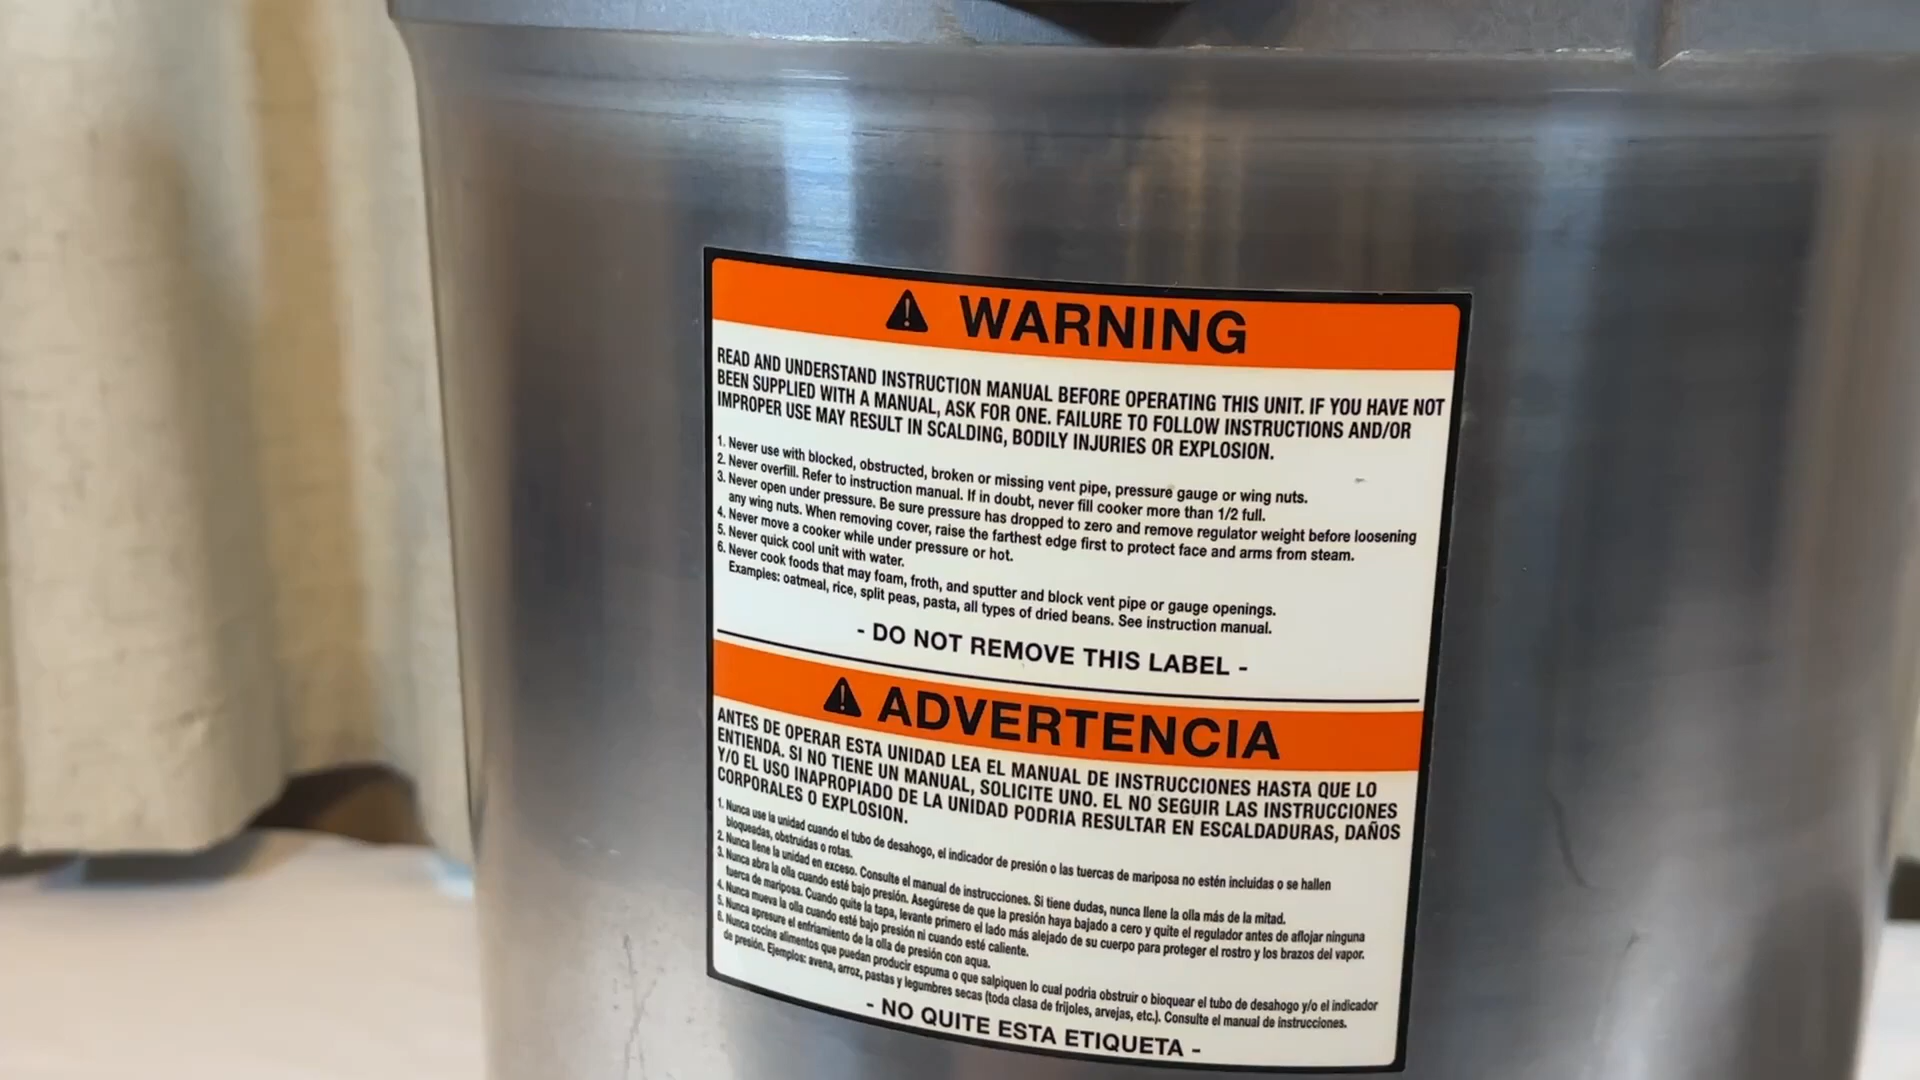 WARNING
READ AND UNDERSTAND INSTRUCTION MANUAL BEFORE OPERATING THIS UNIT. IF YOU HAVE NOT
BEEN SUPPLIED WITH A MANUAL, ASK FOR ONE. FAILURE TO FOLLOW INSTRUCTIONS AND/OR
IMPROPER USE MAY RESULT IN SCALDING, BODILY INJURIES OR EXPLOSION.
1. Never use with blocked, obstructed, broken or missing vent pipe, pressure gauge or wing nuts.
2. Never overfill. Refer to instruction manual. If in doubt, never fill cooker more than 1/2 full.
3. Never open under pressure. Be sure pressure has dropped to zero and remove regulator weight before loosening
any wing nuts. When removing cover, raise the farthest edge first to protect face and arms from steam.
4. Never move a cooker while under pressure or hot.
5. Never quick cool unit with water.
6. Never cook foods that may foam, froth, and sputter and block vent pipe or gauge openings.
Examples: oatmeal, rice, split peas, pasta, all types of dried beans. See instruction manual.
- DO NOT REMOVE THIS LABEL -
ADVERTENCIA
ANTES DE OPERAR ESTA UNIDAD LEA EL MANUAL DE INSTRUCCIONES HASTA QUE LO
ENTIENDA. SI NO TIENE UN MANUAL, SOLICITE UNO. EL NO SEGUIR LAS INSTRUCCIONES
Y/O EL USO INAPROPIADO DE LA UNIDAD PODRIA RESULTAR EN ESCALDADURAS, DAÑOS
CORPORALES O EXPLOSION.
1. Nunca use la unidad cuando el tubo de desahogo, el indicador de presión o las tuercas de mariposa no estén incluidas o se hallen
bloqueadas, obstruidas o rotas.
2. Nunca llene la unidad en exceso. Consulte el manual de instrucciones. Si tiene dudas, nunca llene la olla más de la mitad.
3. Nunca abra la olla cuando esté bajo presión. Asegúrese de que la presión haya bajado a cero y quite el regulador antes de aflojar ninguna
tuerca de mariposa. Cuando quite la tapa, levante primero el lado más alejado de su cuerpo para proteger el rostro y los brazos del vapor.
4. Nunca mueva la olla cuando esté bajo presión ni cuando esté caliente.
5. Nunca apresure el enfriamiento de la olla de presión con aqua.
6. Nunca cocine alimentos que puedan producir espuma o que salpiquen lo cual podria obstruir o bioquear el tubo de desahogo y/o el indicador
de presión. Ejemplos: avena, arroz, pastas y legumbres secas (toda clase de frijoles, arvejas, etc.). Consulte el manual de instrucciones.
- NO QUITE ESTA ETIQUETA -